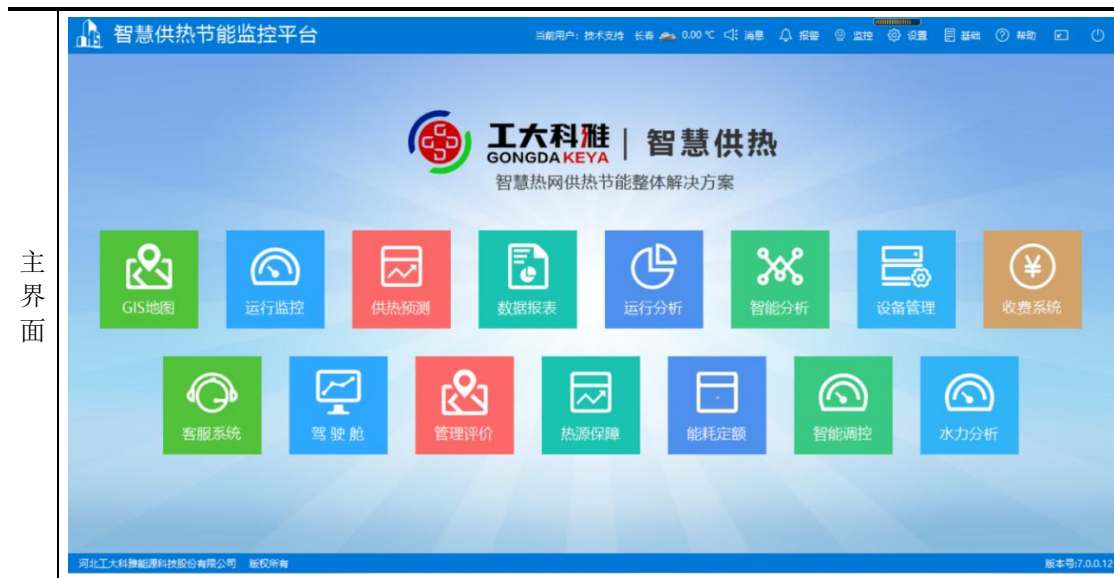 主界面
智慧供热节能监控平台
当前用户：技术支持 长春 0.00 ℃ 消息 报警 监控 设置 基础 帮助
工大科雅 | 智慧供热
GONGDA KEYA
智慧热网供热节能整体解决方案
GIS地图 运行监控 供热预测 数据报表 运行分析 智能分析 设备管理 收费系统
客服系统 驾驶舱 管理评价 热源保障 能耗定额 智能调控 水力分析
河北工大科雅能源科技股份有限公司 版权所有 版本号:7.0.0.12